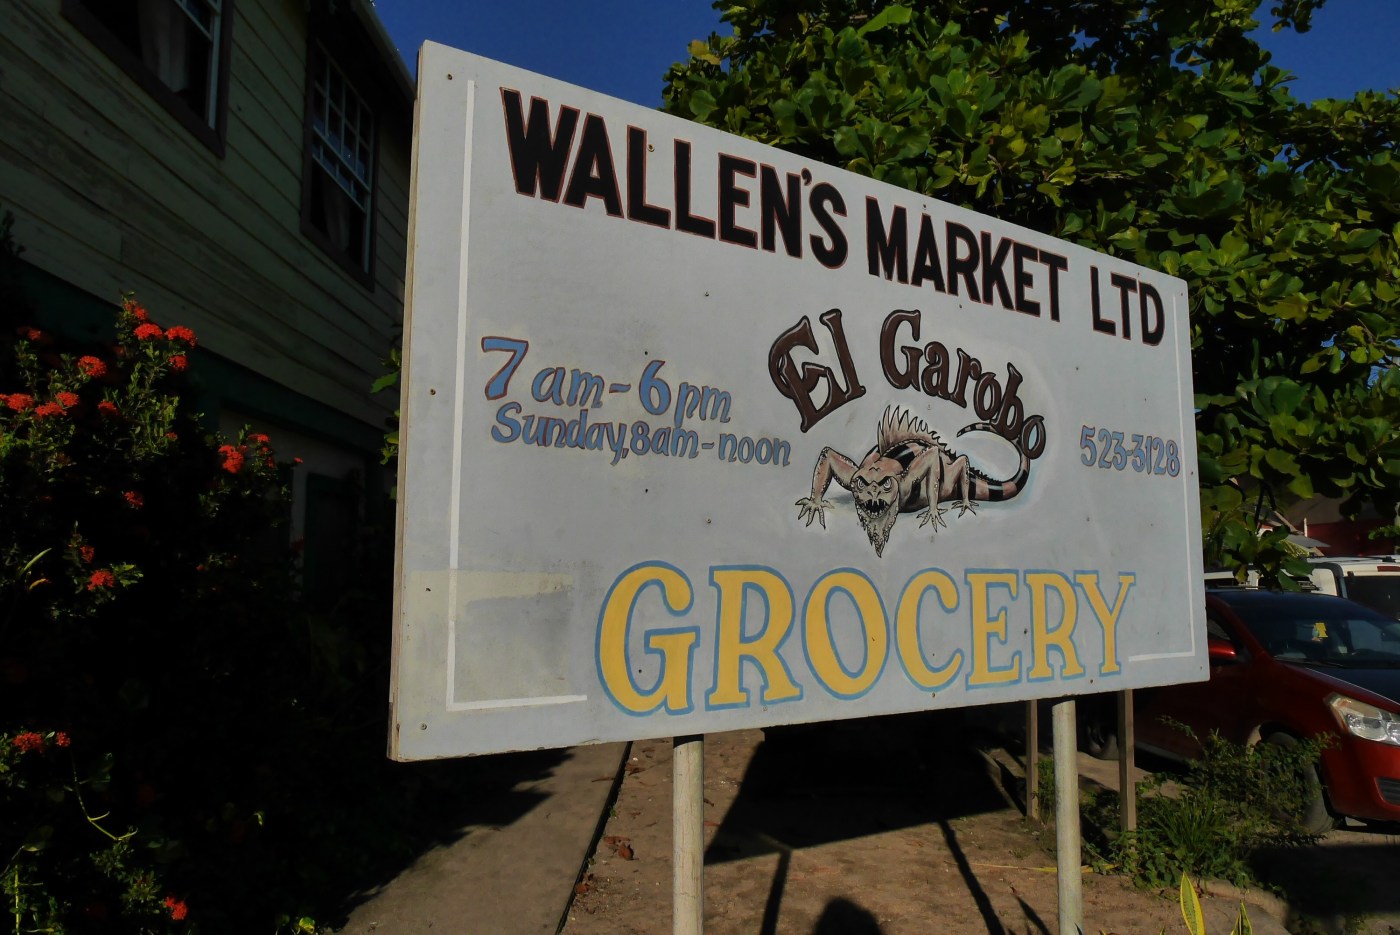 WALLEN'S MARKET LTD
El Garobo
7 am - 6 pm
Sunday, 8am - noon
523-3128
GROCERY